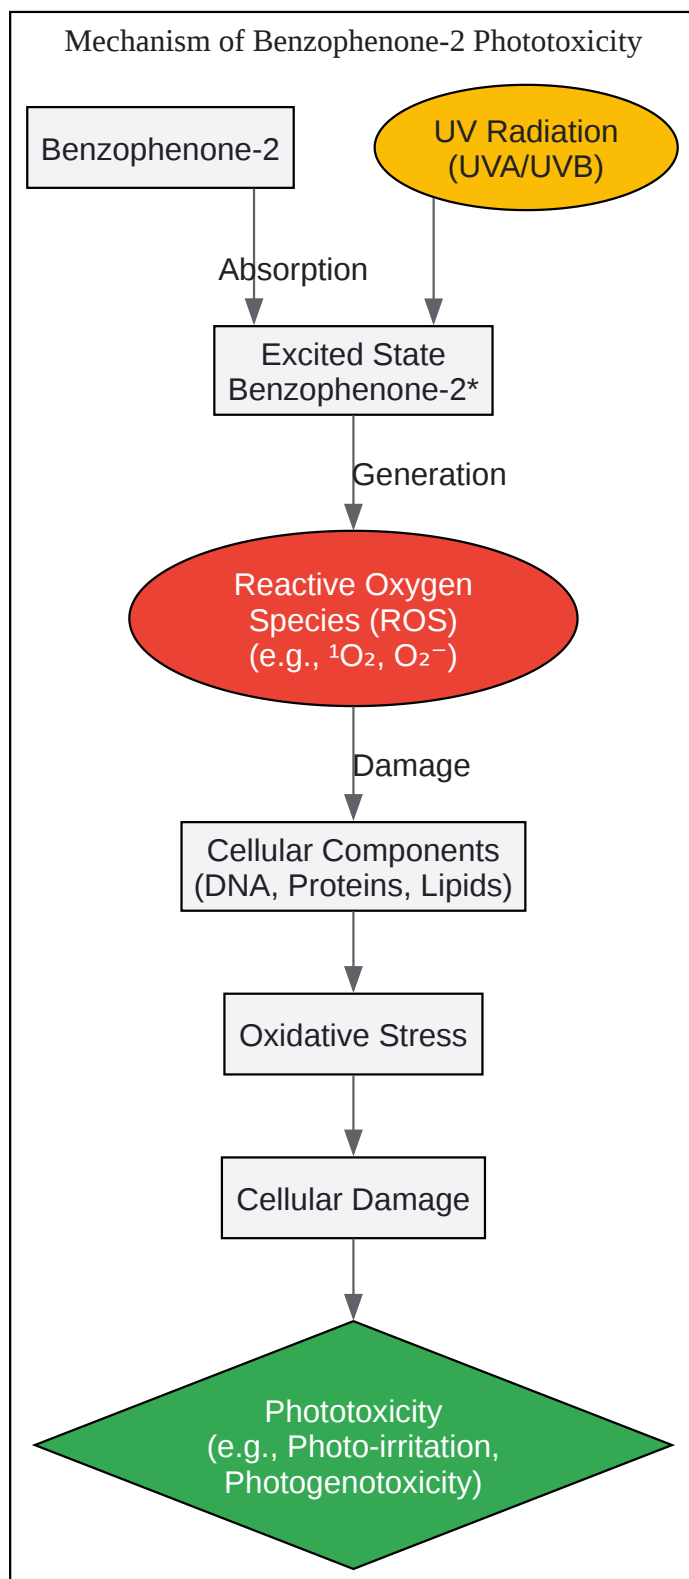 Mechanism of Benzophenone-2 Phototoxicity
Benzophenone-2
UV Radiation
(UVA/UVB)
Absorption
Excited State
Benzophenone-2*
Generation
Reactive Oxygen
Species (ROS)
(e.g., ¹O₂, O₂⁻)
Damage
Cellular Components
(DNA, Proteins, Lipids)
Oxidative Stress
Cellular Damage
Phototoxicity
(e.g., Photo-irritation,
Photogenotoxicity)